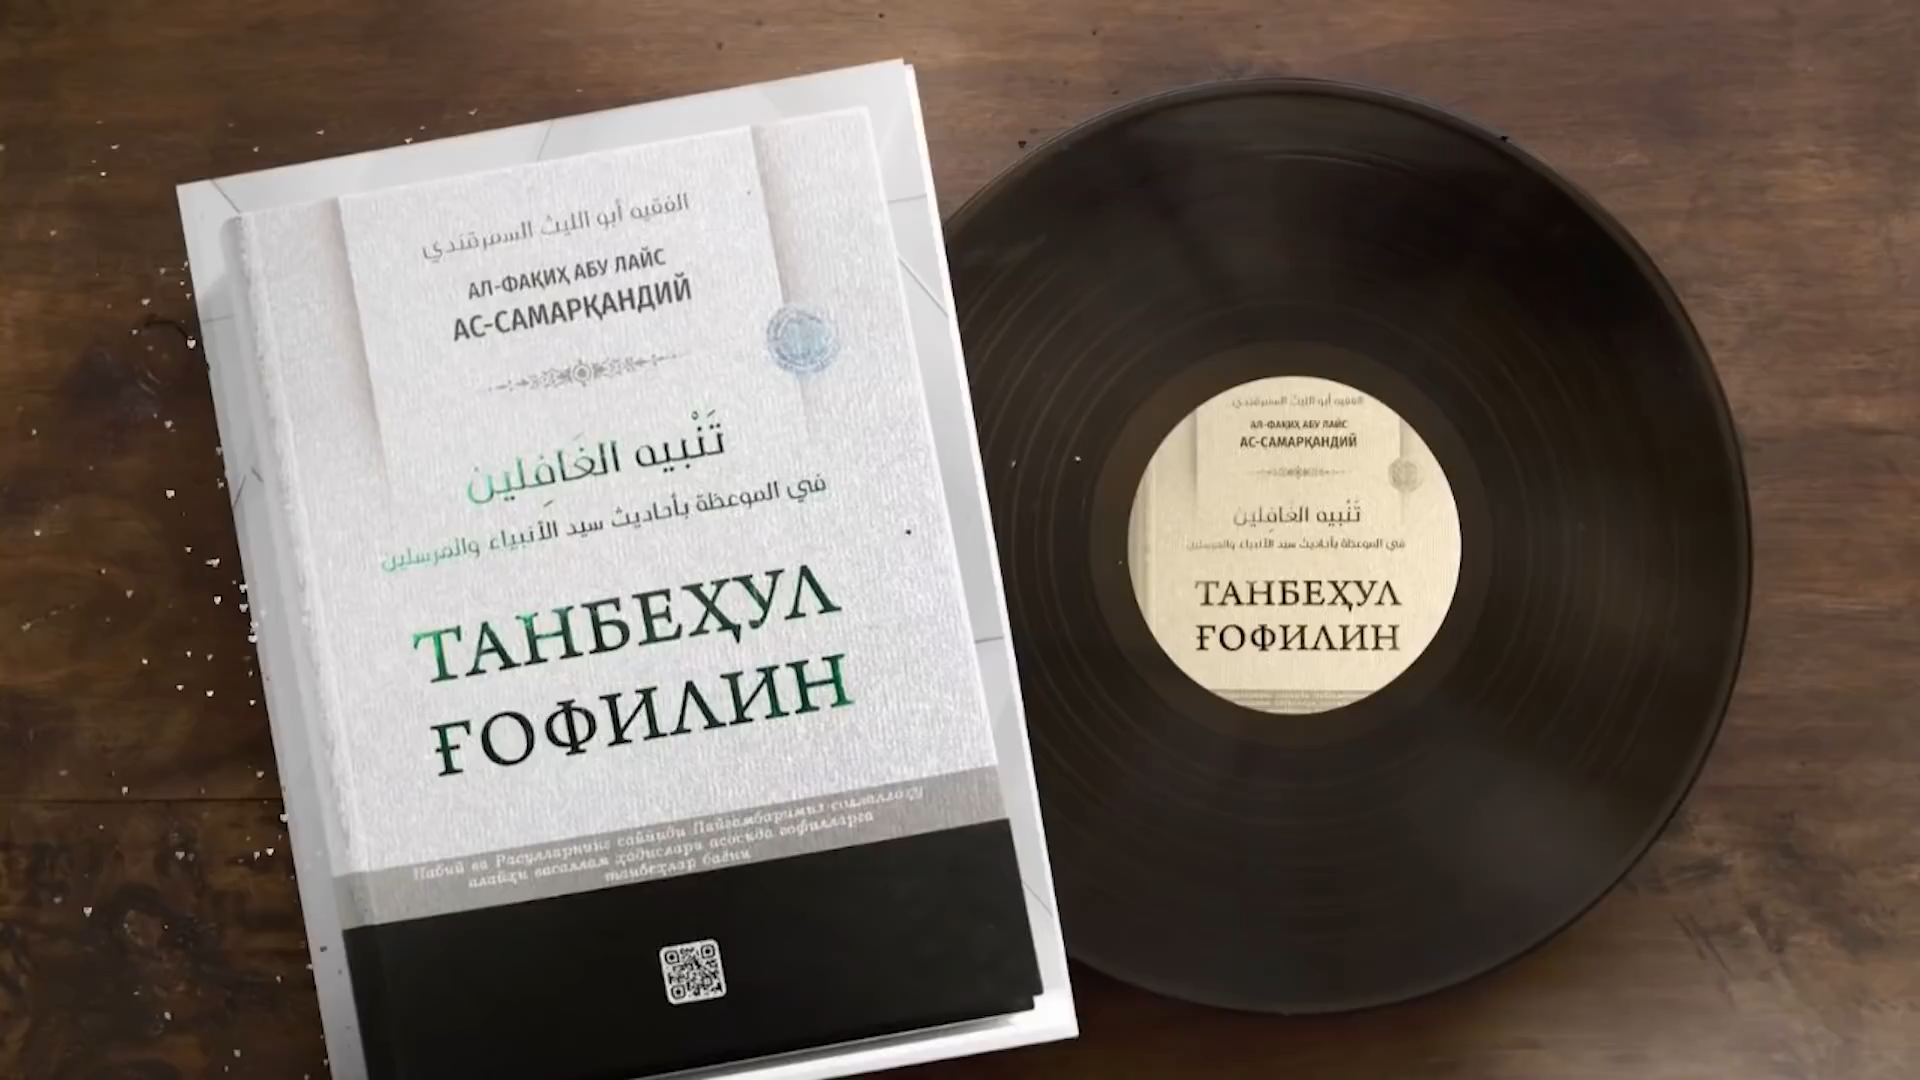 الفقيه أبو الليث السمرقندي
АЛ-ФАҚИҲ АБУ ЛАЙС
АС-САМАРҚАНДИЙ
تَنْبيه الغَافِلين
في الموعظة بأحاديث سيد الأنبياء والمرسلين
ТАНБЕҲУЛ
ҒОФИЛИН
Набий ва Расулларнинг саййиди Пайғамбаримиз соллаллоҳу
алайҳи васаллам ҳадислари асосида ғофилларга
танбеҳлар баёни
الفقيه أبو الليث السمرقندي
АЛ-ФАҚИҲ АБУ ЛАЙС
АС-САМАРҚАНДИЙ
تَنْبيه الغَافِلين
في الموعظة بأحاديث سيد الأنبياء والمرسلين
ТАНБЕҲУЛ
ҒОФИЛИН